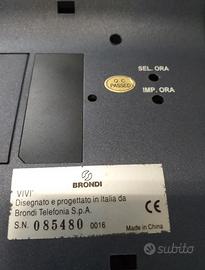 Q.C.
PASSED
SEL. ORA
IMP. ORA
BRONDI
VIVI'
Disegnato e progettato in Italia da
Brondi Telefonia S.p.A.
S.N. 085480 0016
CE
Made in China
subito